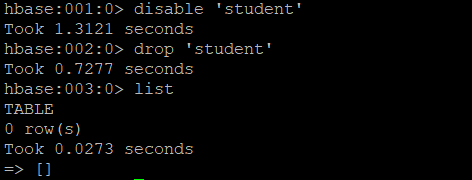 hbase:001:0> disable 'student'
Took 1.3121 seconds
hbase:002:0> drop 'student'
Took 0.7277 seconds
hbase:003:0> list
TABLE
0 row(s)
Took 0.0273 seconds
=> []